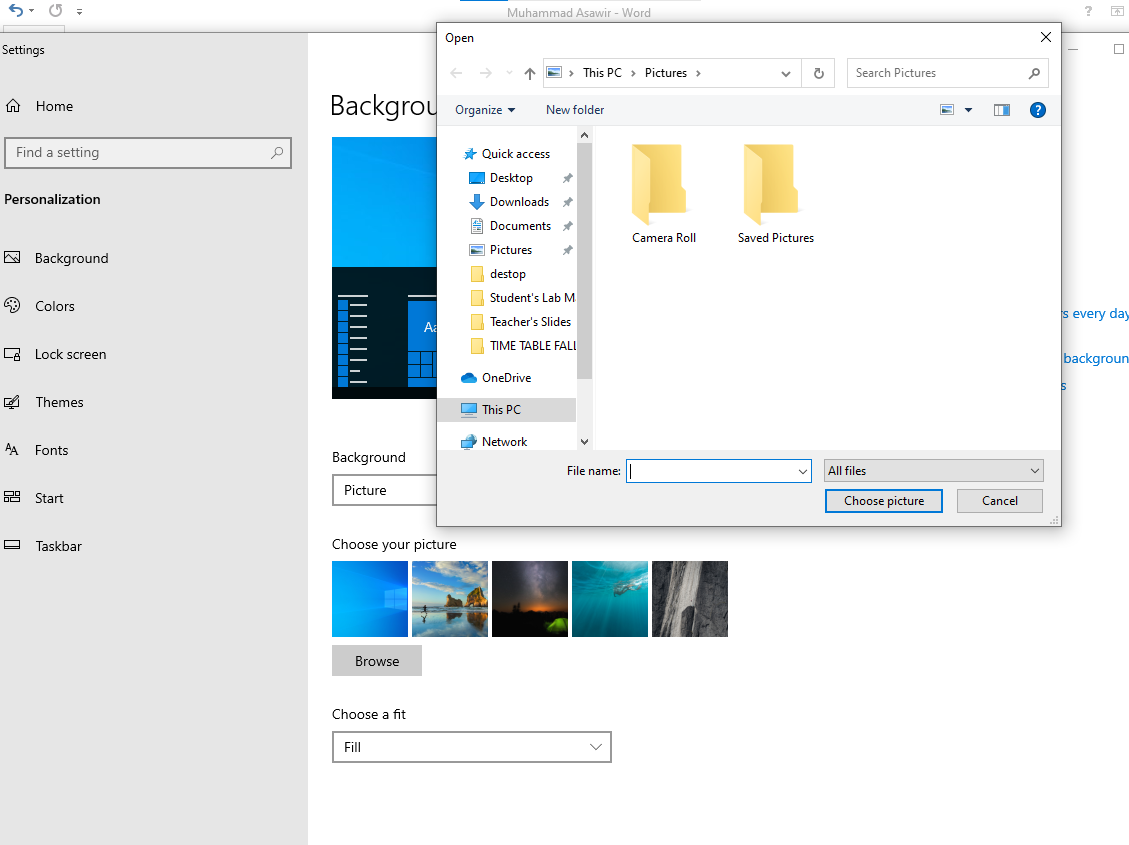 Muhammad Asawir - Word
?
Settings
Open
This PC
Pictures
Search Pictures
Home
Background
Organize
New folder
?
Find a setting
Quick access
Desktop
Downloads
Documents
Pictures
destop
Student's Lab M
Teacher's Slides
TIME TABLE FALL
OneDrive
This PC
Network
Camera Roll
Saved Pictures
Personalization
Background
Colors
Lock screen
Themes
Fonts
Start
Taskbar
Aa
rs every day
background
s
File name:
All files
Choose picture
Cancel
Background
Picture
Choose your picture
Browse
Choose a fit
Fill